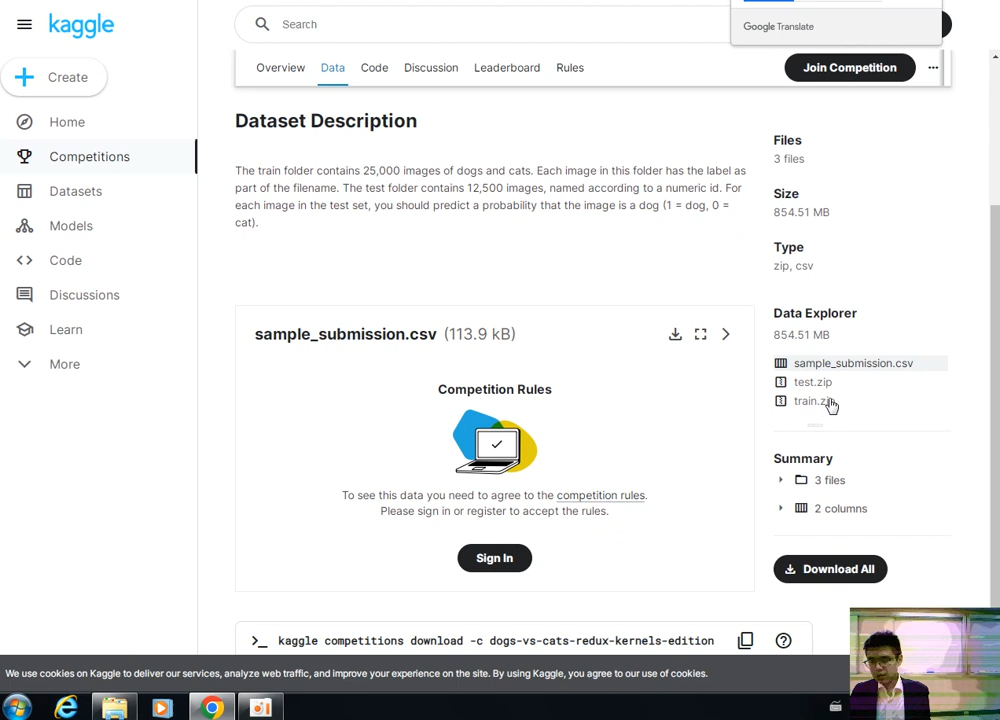 kaggle
Search
Google Translate
Create
Overview
Data
Code
Discussion
Leaderboard
Rules
Join Competition
Home
Competitions
Datasets
Models
Code
Discussions
Learn
More
Dataset Description
The train folder contains 25,000 images of dogs and cats. Each image in this folder has the label as
part of the filename. The test folder contains 12,500 images, named according to a numeric id. For
each image in the test set, you should predict a probability that the image is a dog (1 = dog, 0 =
cat).
sample_submission.csv (113.9 kB)
Competition Rules
To see this data you need to agree to the competition rules.
Please sign in or register to accept the rules.
Sign In
Files
3 files
Size
854.51 MB
Type
zip, csv
Data Explorer
854.51 MB
sample_submission.csv
test.zip
train.zip
Summary
3 files
2 columns
Download All
>_ kaggle competitions download -c dogs-vs-cats-redux-kernels-edition
We use cookies on Kaggle to deliver our services, analyze web traffic, and improve your experience on the site. By using Kaggle, you agree to our use of cookies.